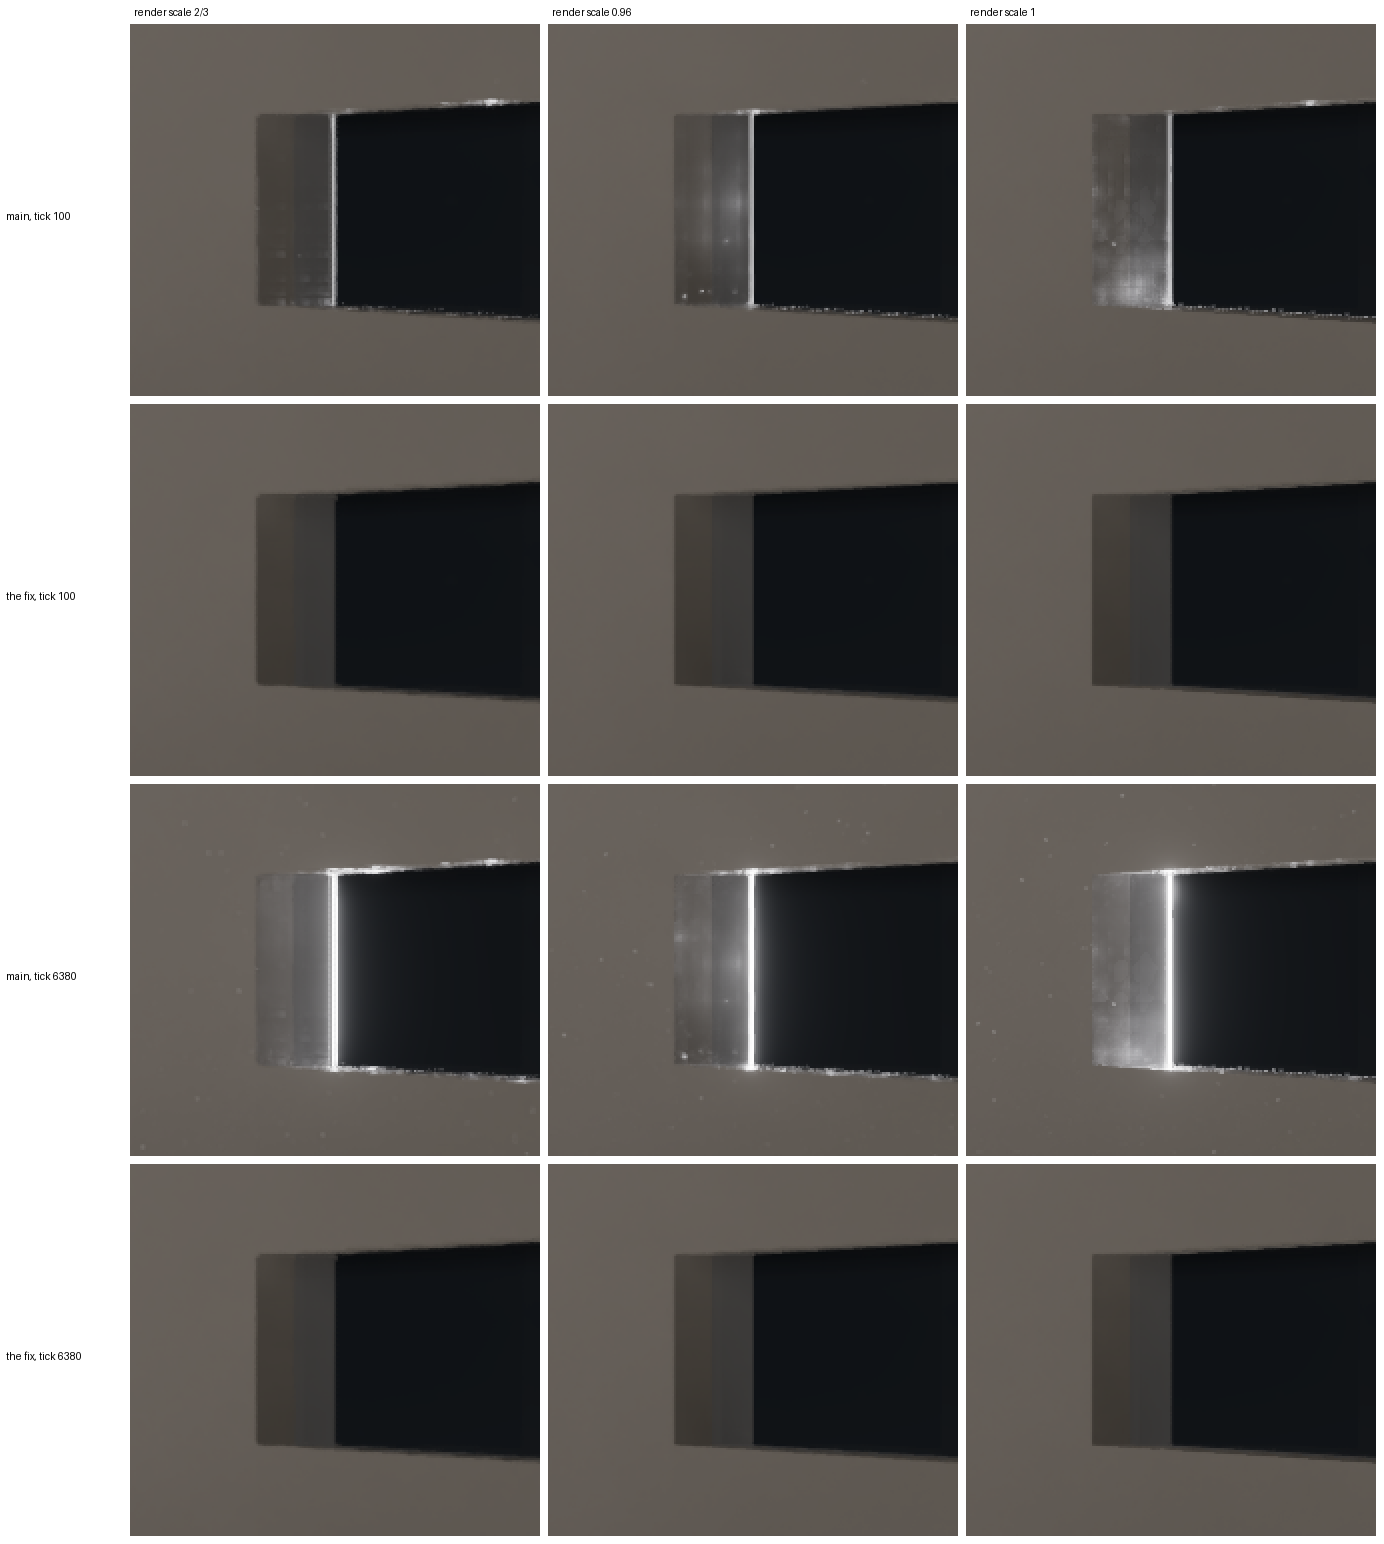 render scale 2/3
render scale 0.96
render scale 1
main, tick 100
the fix, tick 100
main, tick 6380
the fix, tick 6380